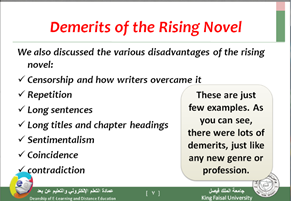 Demerits of the Rising Novel
We also discussed the various disadvantages of the rising
novel:
✓ Censorship and how writers overcame it
✓ Repetition
✓ Long sentences
✓ Long titles and chapter headings
✓ Sentimentalism
✓ Coincidence
✓ contradiction
These are just
few examples. As
you can see,
there were lots of
demerits, just like
any new genre or
profession.
عمادة التعلم الإلكتروني والتعليم عن بعد
Deanship of E-Learning and Distance Education
[ ٧ ]
جامعة الملك فيصل
King Faisal University